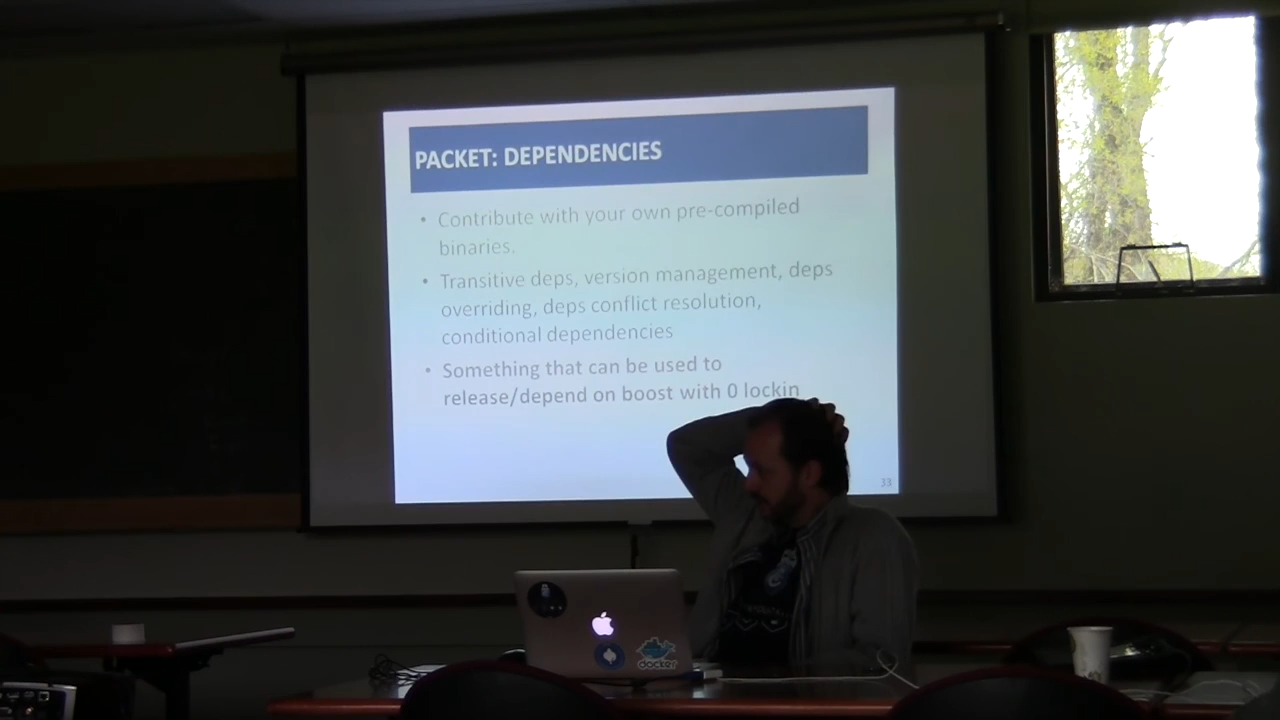 PACKET: DEPENDENCIES
• Contribute with your own pre-compiled
binaries.
• Transitive deps, version management, deps
overriding, deps conflict resolution,
conditional dependencies
• Something that can be used to
release/depend on boost with 0 lockin
33
docker